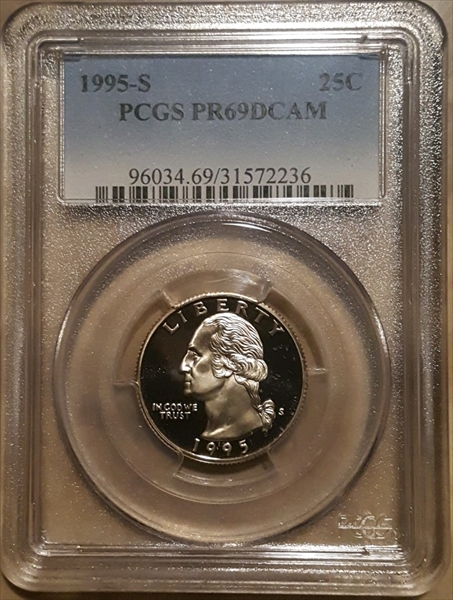 1995-S 25C
PCGS PR69DCAM
96034.69/31572236
LIBERTY
IN GOD WE
TRUST
S
1995